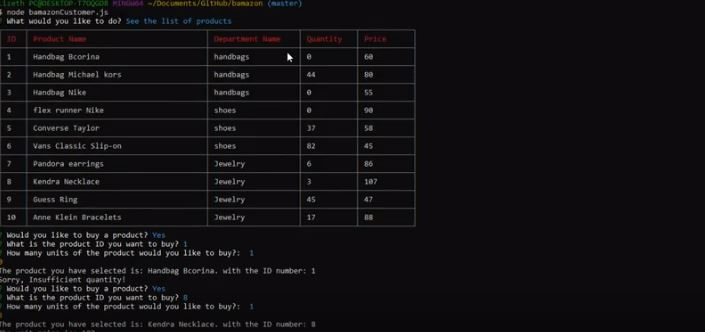 Lizeth PC@DESKTOP-T7OQGDR MINGW64 ~/Documents/GitHub/bamazon (master)
$ node bamazonCustomer.js
? What would you like to do? See the list of products
ID Product Name Department Name Quantity Price
1 Handbag Bcorina handbags 0 60
2 Handbag Michael kors handbags 44 80
3 Handbag Nike handbags 0 55
4 flex runner Nike shoes 0 90
5 Converse Taylor shoes 37 58
6 Vans Classic Slip-on shoes 82 45
7 Pandora earrings Jewelry 6 86
8 Kendra Necklace Jewelry 3 107
9 Guess Ring Jewelry 45 47
10 Anne Klein Bracelets Jewelry 17 88
? Would you like to buy a product? Yes
? What is the product ID you want to buy? 1
? How many units of the product would you like to buy?: 1
0
The product you have selected is: Handbag Bcorina. with the ID number: 1
Sorry, Insufficient quantity!
? Would you like to buy a product? Yes
? What is the product ID you want to buy? 8
? How many units of the product would you like to buy?: 1
3
The product you have selected is: Kendra Necklace. with the ID number: 8